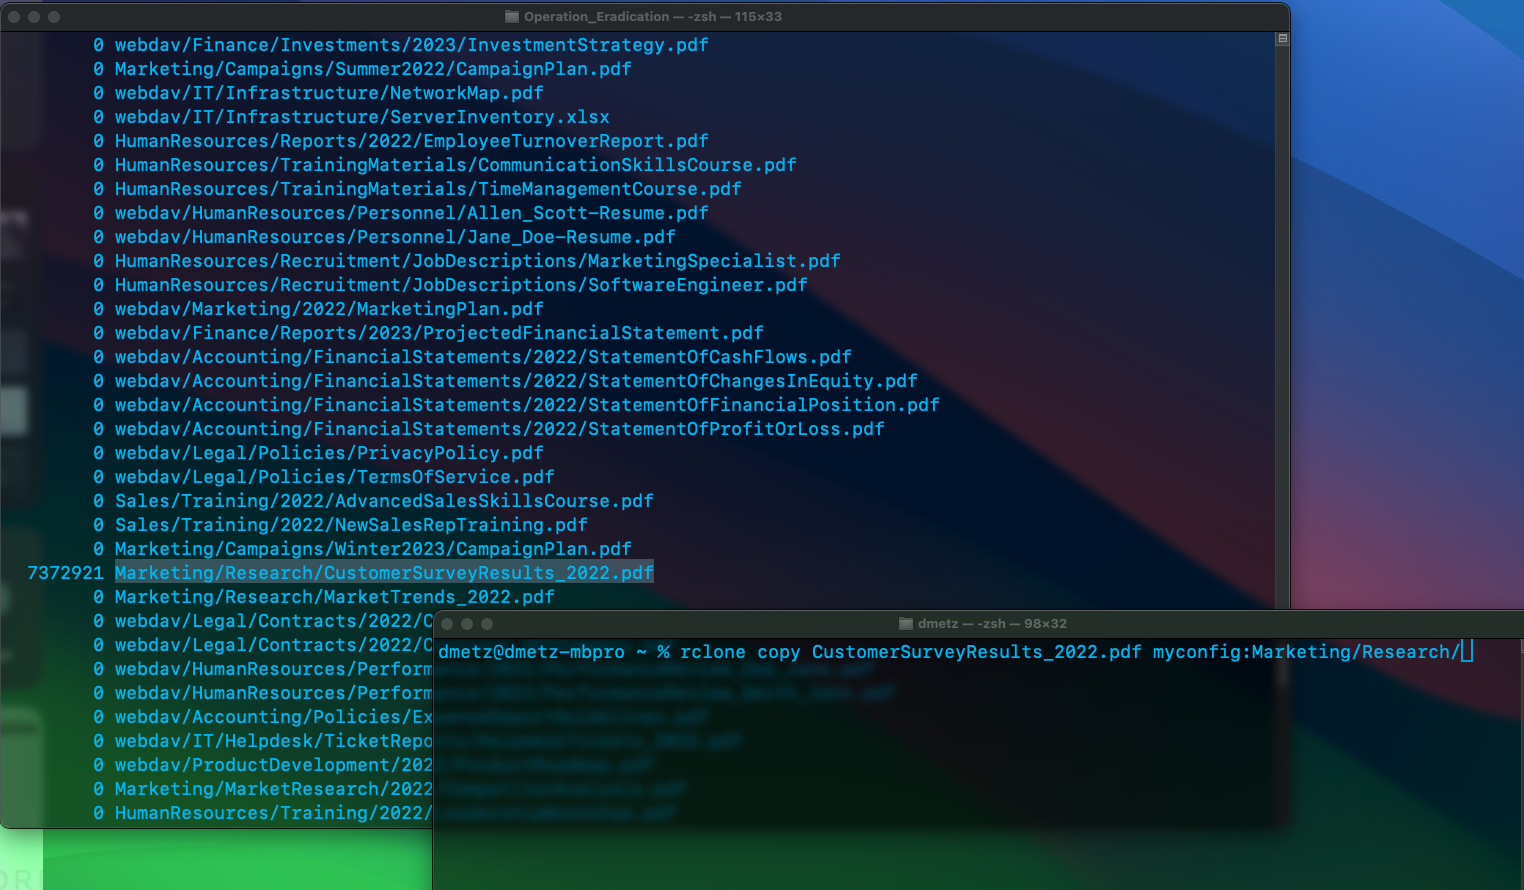 Operation_Eradication — -zsh — 115×33
0 webdav/Finance/Investments/2023/InvestmentStrategy.pdf
0 Marketing/Campaigns/Summer2022/CampaignPlan.pdf
0 webdav/IT/Infrastructure/NetworkMap.pdf
0 webdav/IT/Infrastructure/ServerInventory.xlsx
0 HumanResources/Reports/2022/EmployeeTurnoverReport.pdf
0 HumanResources/TrainingMaterials/CommunicationSkillsCourse.pdf
0 HumanResources/TrainingMaterials/TimeManagementCourse.pdf
0 webdav/HumanResources/Personnel/Allen_Scott-Resume.pdf
0 webdav/HumanResources/Personnel/Jane_Doe-Resume.pdf
0 HumanResources/Recruitment/JobDescriptions/MarketingSpecialist.pdf
0 HumanResources/Recruitment/JobDescriptions/SoftwareEngineer.pdf
0 webdav/Marketing/2022/MarketingPlan.pdf
0 webdav/Finance/Reports/2023/ProjectedFinancialStatement.pdf
0 webdav/Accounting/FinancialStatements/2022/StatementOfCashFlows.pdf
0 webdav/Accounting/FinancialStatements/2022/StatementOfChangesInEquity.pdf
0 webdav/Accounting/FinancialStatements/2022/StatementOfFinancialPosition.pdf
0 webdav/Accounting/FinancialStatements/2022/StatementOfProfitOrLoss.pdf
0 webdav/Legal/Policies/PrivacyPolicy.pdf
0 webdav/Legal/Policies/TermsOfService.pdf
0 Sales/Training/2022/AdvancedSalesSkillsCourse.pdf
0 Sales/Training/2022/NewSalesRepTraining.pdf
0 Marketing/Campaigns/Winter2023/CampaignPlan.pdf
7372921 Marketing/Research/CustomerSurveyResults_2022.pdf
0 Marketing/Research/MarketTrends_2022.pdf
0 webdav/Legal/Contracts/2022/C
0 webdav/Legal/Contracts/2022/C
0 webdav/HumanResources/Perform
0 webdav/HumanResources/Perform
0 webdav/Accounting/Policies/Ex
0 webdav/IT/Helpdesk/TicketRepo
0 webdav/ProductDevelopment/202
0 Marketing/MarketResearch/2022
0 HumanResources/Training/2022/
dmetz — -zsh — 98×32
dmetz@dmetz-mbpro ~ % rclone copy CustomerSurveyResults_2022.pdf myconfig:Marketing/Research/